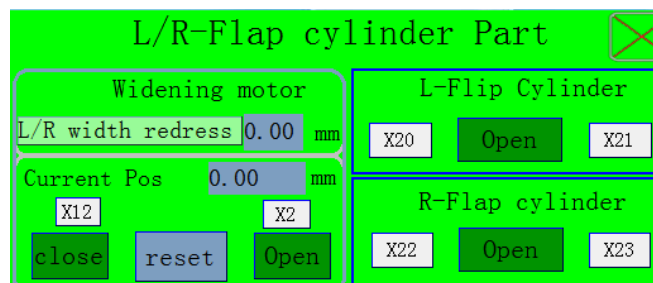 L/R-Flap cylinder Part
Widening motor
L/R width redress 0.00 mm
Current Pos 0.00 mm
X12 X2
close reset Open
L-Flip Cylinder
X20 Open X21
R-Flap cylinder
X22 Open X23